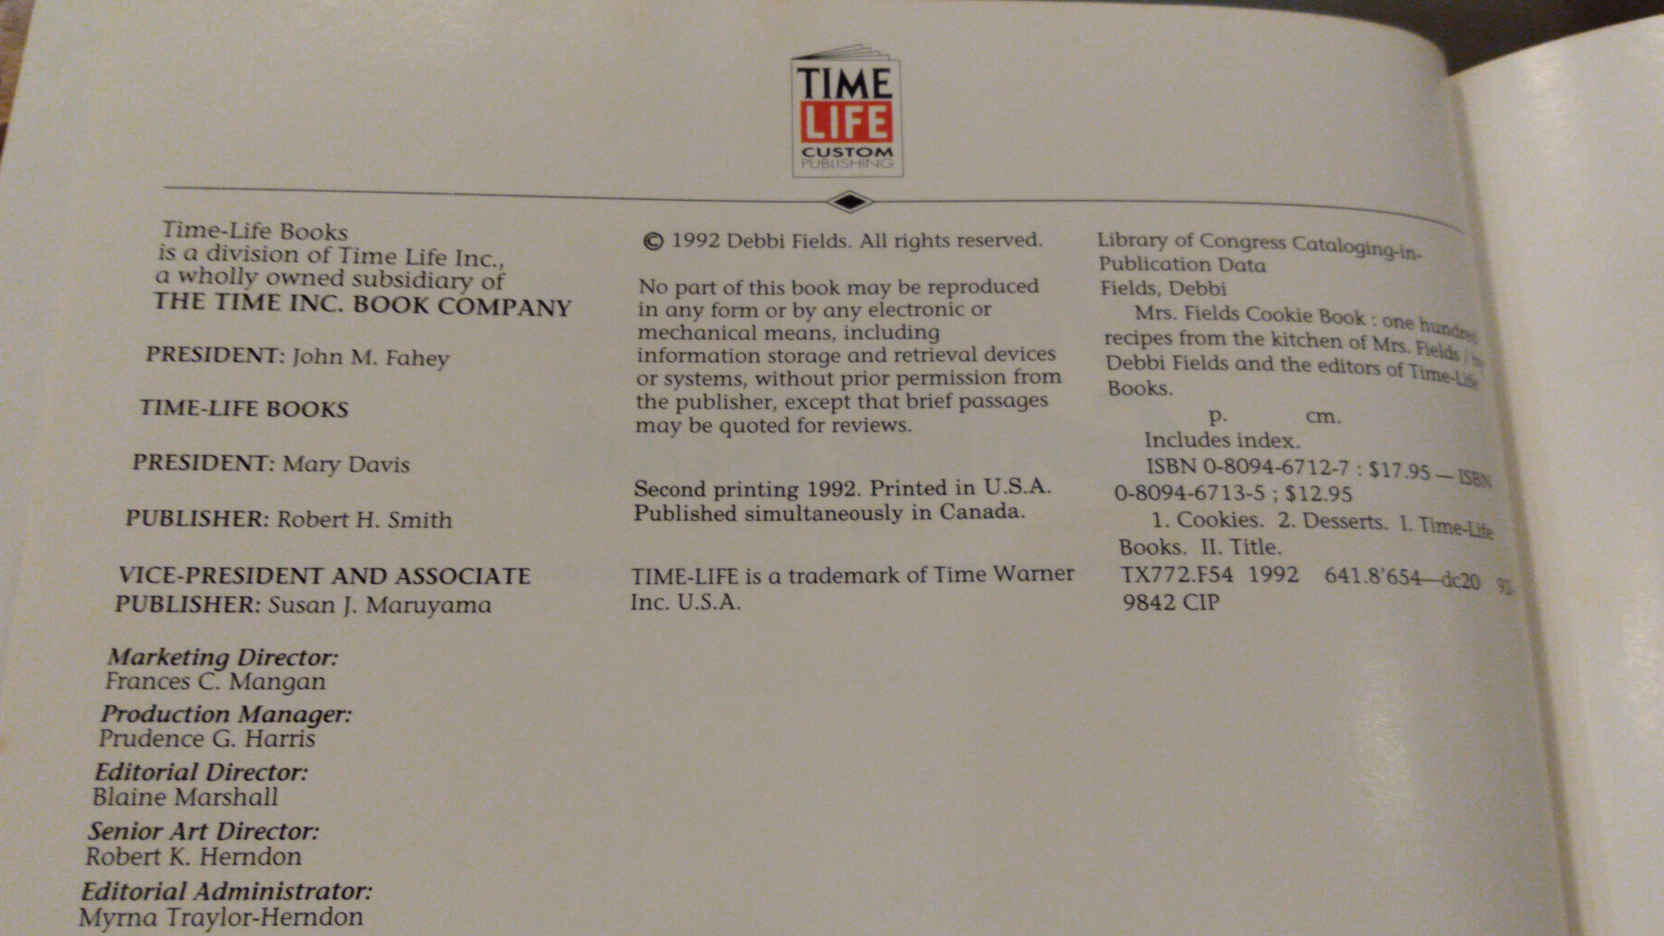 TIME
LIFE
CUSTOM
PUBLISHING
Time-Life Books
is a division of Time Life Inc.,
a wholly owned subsidiary of
THE TIME INC. BOOK COMPANY
PRESIDENT: John M. Fahey
TIME-LIFE BOOKS
PRESIDENT: Mary Davis
PUBLISHER: Robert H. Smith
VICE-PRESIDENT AND ASSOCIATE
PUBLISHER: Susan J. Maruyama
Marketing Director:
Frances C. Mangan
Production Manager:
Prudence G. Harris
Editorial Director:
Blaine Marshall
Senior Art Director:
Robert K. Herndon
Editorial Administrator:
Myrna Traylor-Herndon
© 1992 Debbi Fields. All rights reserved.
No part of this book may be reproduced
in any form or by any electronic or
mechanical means, including
information storage and retrieval devices
or systems, without prior permission from
the publisher, except that brief passages
may be quoted for reviews.
Second printing 1992. Printed in U.S.A.
Published simultaneously in Canada.
TIME-LIFE is a trademark of Time Warner
Inc. U.S.A.
Library of Congress Cataloging-in-
Publication Data
Fields, Debbi
Mrs. Fields Cookie Book : one hundred
recipes from the kitchen of Mrs. Fields /
Debbi Fields and the editors of Time-Life
Books.
p. cm.
Includes index.
ISBN 0-8094-6712-7 : $17.95 — ISBN
0-8094-6713-5 ; $12.95
1. Cookies. 2. Desserts. I. Time-Life
Books. II. Title.
TX772.F54 1992 641.8'654—dc20
9842 CIP